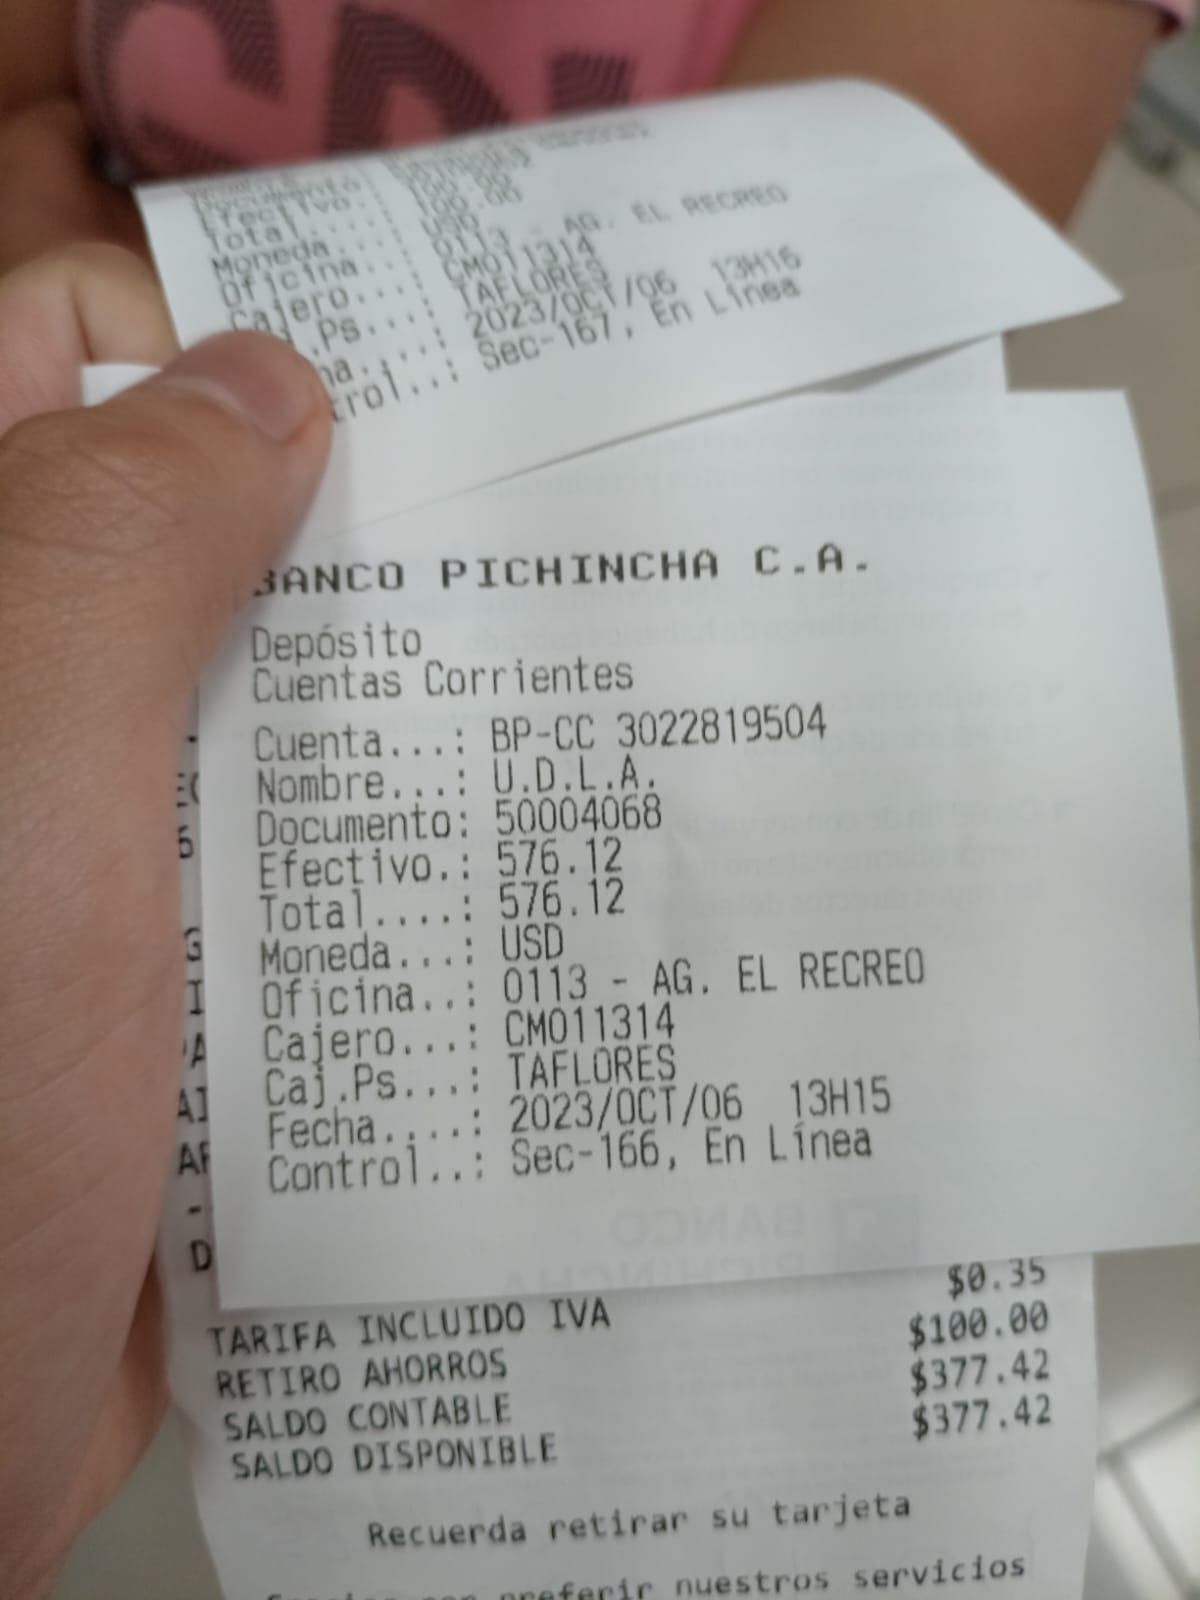 Documento:
Efectivo.: 100.00
Total....: 100.00
Moneda...: USD
Oficina..: 0113 - AG. EL RECREO
Cajero...: CM011314
.Ps...: TAFLORES
ha....: 2023/OCT/06 13H16
trol..: Sec-167, En Línea
BANCO PICHINCHA C.A.
Depósito
Cuentas Corrientes
Cuenta...: BP-CC 3022819504
Nombre...: U.D.L.A.
Documento: 50004068
Efectivo.: 576.12
Total....: 576.12
Moneda...: USD
Oficina..: 0113 - AG. EL RECREO
Cajero...: CM011314
Caj.Ps...: TAFLORES
Fecha....: 2023/OCT/06 13H15
Control..: Sec-166, En Línea
TARIFA INCLUIDO IVA $0.35
RETIRO AHORROS $100.00
SALDO CONTABLE $377.42
SALDO DISPONIBLE $377.42
Recuerda retirar su tarjeta
preferir nuestros servicios